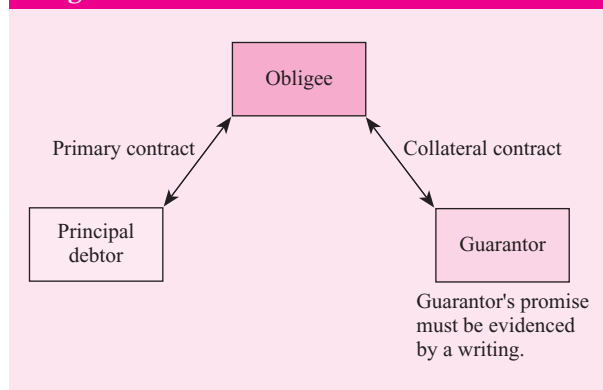 Obligee
Primary contract
Collateral contract
Principal
debtor
Guarantor
Guarantor's promise
must be evidenced
by a writing.